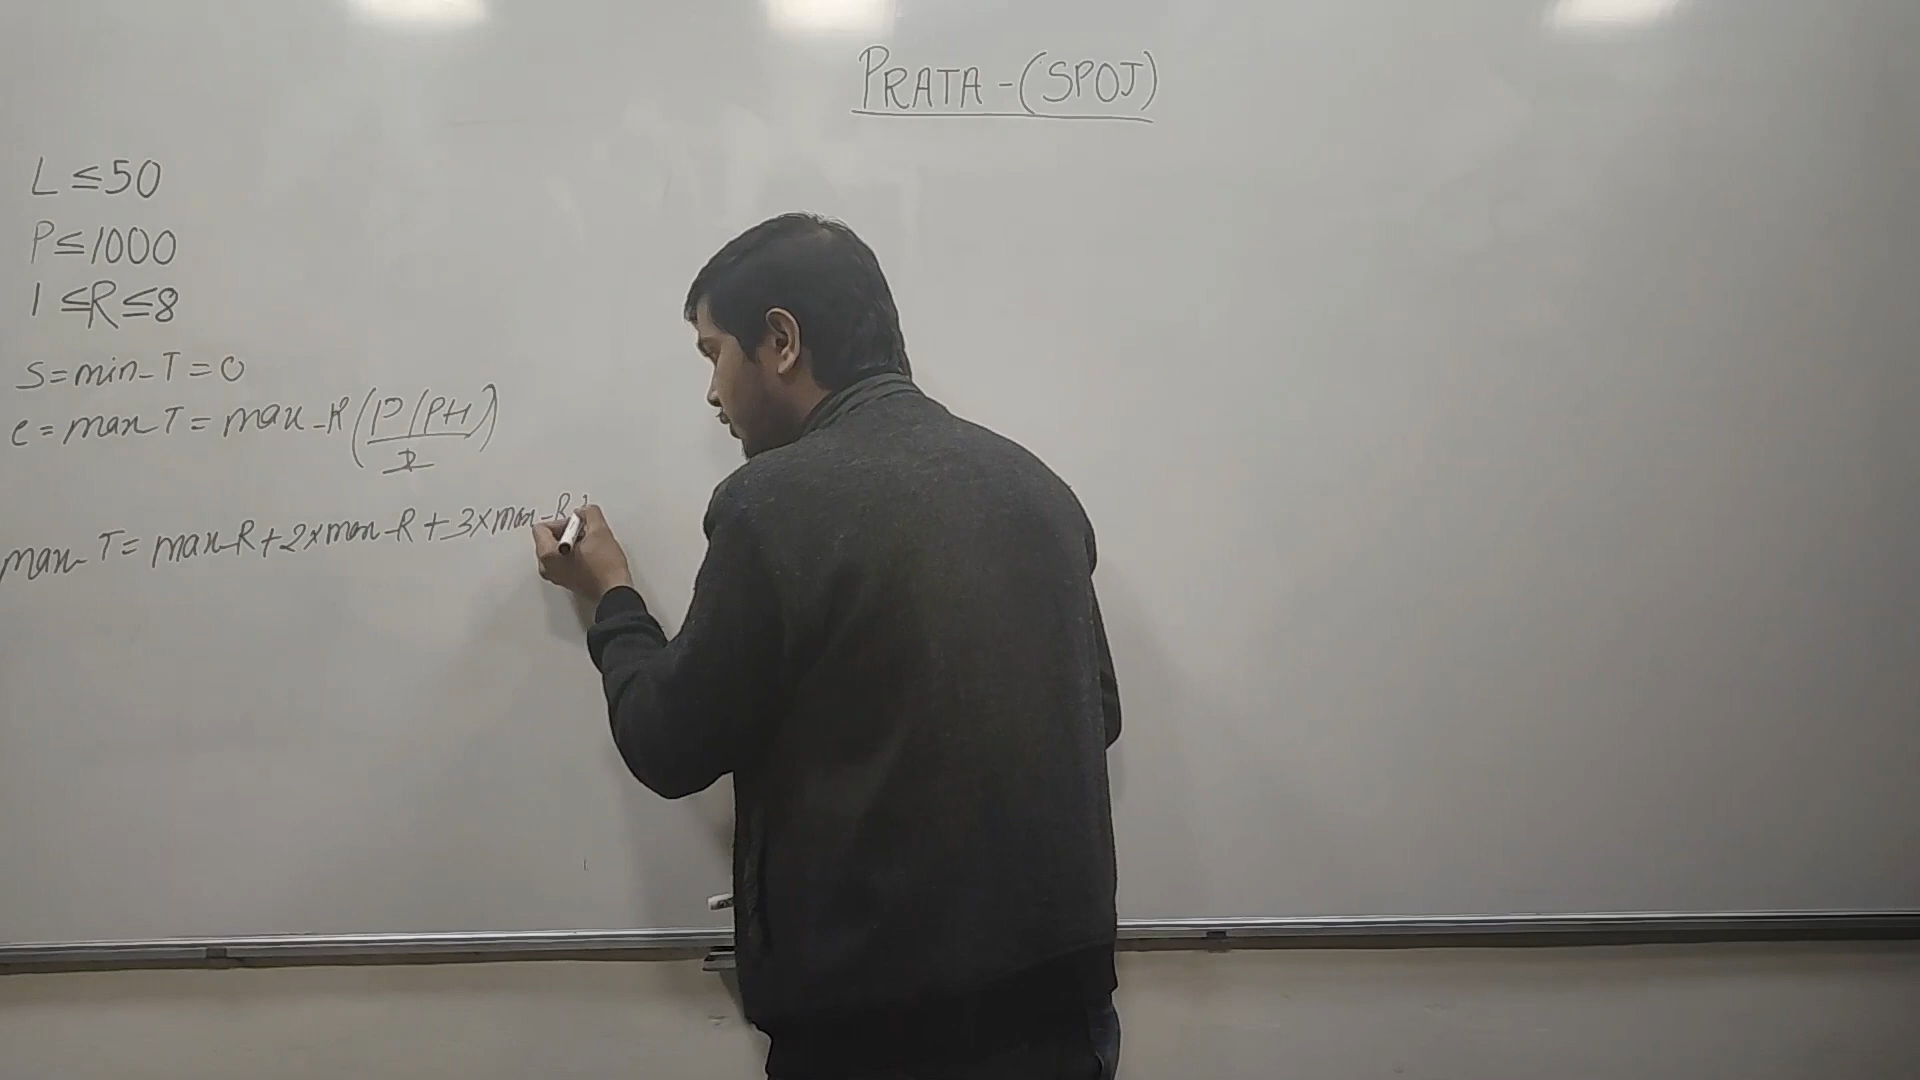 PRATA - (SPOJ)
L ≤ 50
P ≤ 1000
1 ≤ R ≤ 8
s = min_T = 0
e = max_T = max_R (P(P+1)/2)
max_T = max_R + 2 x max_R + 3 x max_R +